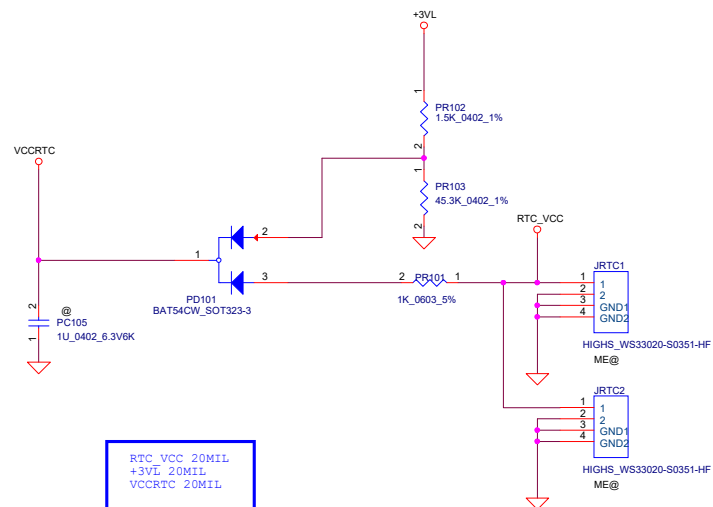 +3VL
1
PR102
1.5K_0402_1%
2
VCCRTC
1
PR103
45.3K_0402_1%
2
RTC_VCC
2
1
3
PD101
BAT54CW_SOT323-3
2
PR101
1
1K_0603_5%
JRTC1
1
2
3
4
1
2
GND1
GND2
HIGHS_WS33020-S0351-HF
ME@
2
@
PC105
1
1U_0402_6.3V6K
JRTC2
1
2
3
4
1
2
GND1
GND2
HIGHS_WS33020-S0351-HF
ME@
RTC_VCC 20MIL
+3VL 20MIL
VCCRTC 20MIL